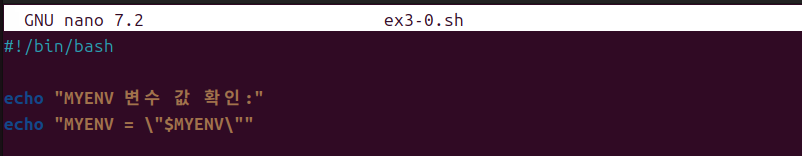 GNU nano 7.2 ex3-0.sh
#!/bin/bash
echo "MYENV 변수 값 확인:"
echo "MYENV = \"$MYENV\""